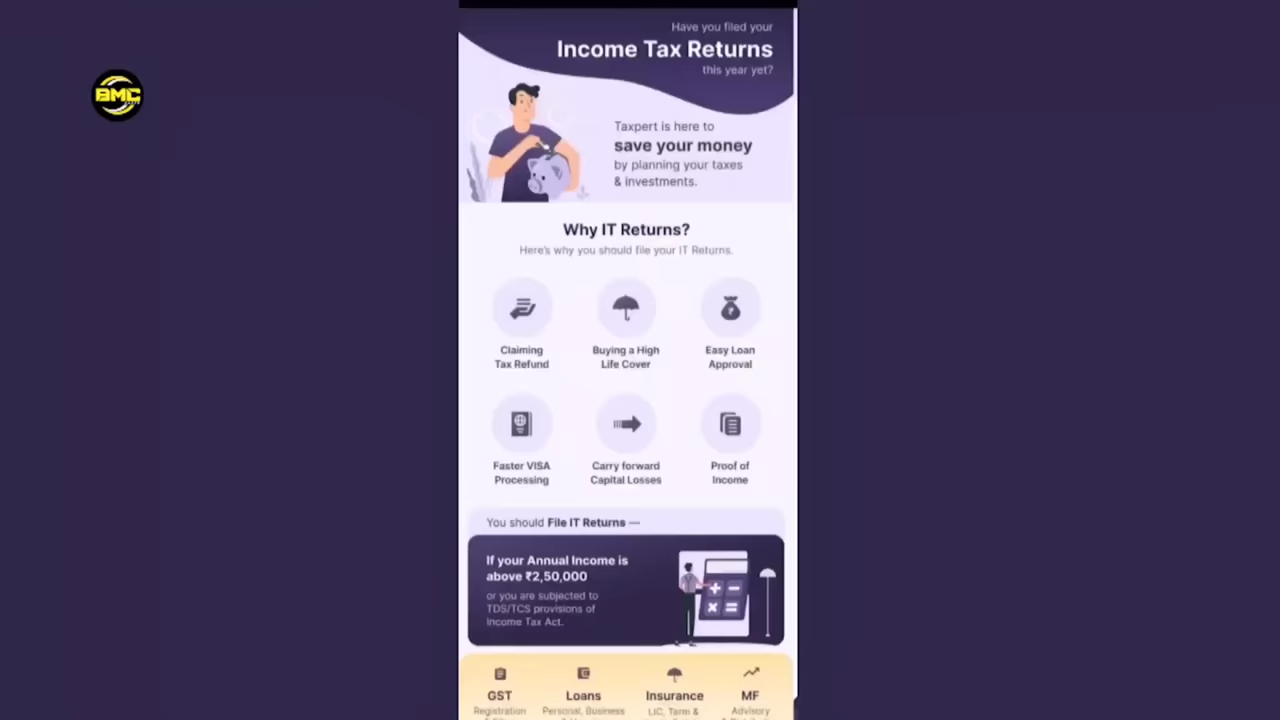 BMC
Have you filed your
Income Tax Returns
this year yet?
Taxpert is here to
save your money
by planning your taxes
& investments.
Why IT Returns?
Here's why you should file your IT Returns.
Claiming
Tax Refund
Buying a High
Life Cover
Easy Loan
Approval
Faster VISA
Processing
Carry forward
Capital Losses
Proof of
Income
You should File IT Returns —
If your Annual Income is
above ₹2,50,000
or you are subjected to
TDS/TCS provisions of
Income Tax Act.
GST
Registration
Loans
Personal, Business
Insurance
LIC, Term &
MF
Advisory